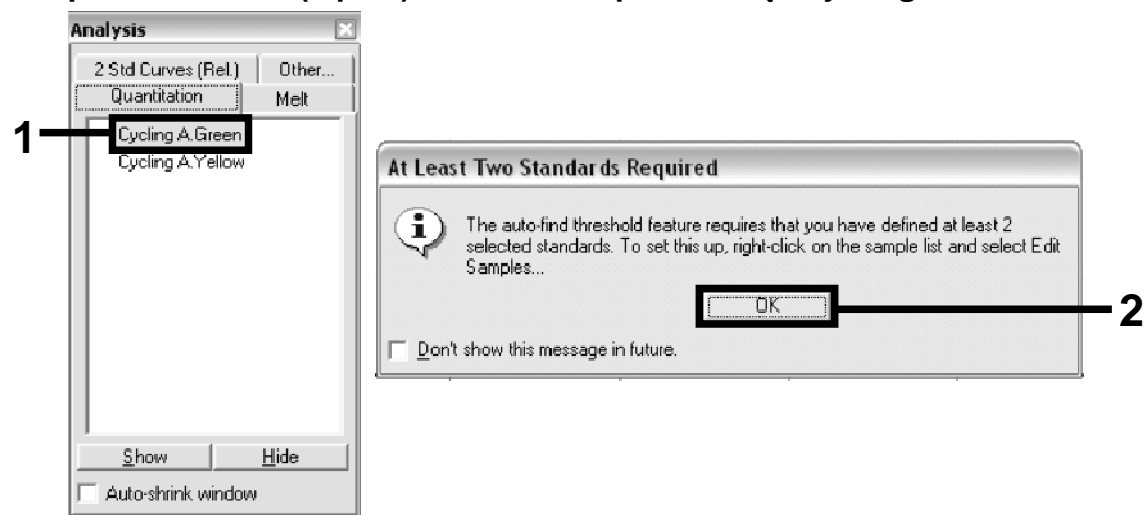 Analysis
2 Std Curves (Rel.) Other...
Quantitation Melt
1
Cycling A.Green
Cycling A.Yellow
Show Hide
Auto-shrink window
At Least Two Standards Required
The auto-find threshold feature requires that you have defined at least 2
selected standards. To set this up, right-click on the sample list and select Edit
Samples...
OK
2
Don't show this message in future.